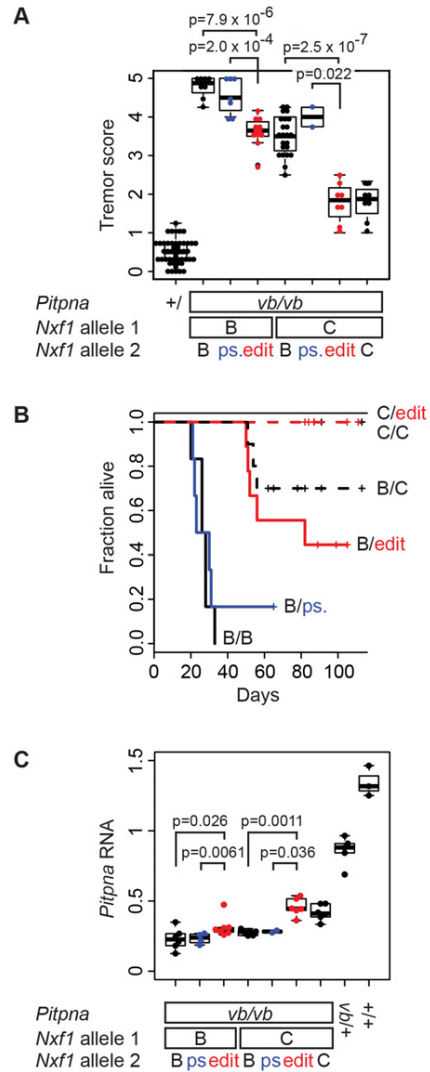 A
p=7.9 x 10-6
p=2.0 x 10-4
p=2.5 x 10-7
p=0.022
Tremor score
5
4
3
2
1
0
Pitpna +/ vb/vb
Nxf1 allele 1 B C
Nxf1 allele 2 B ps.edit B ps.edit C
B
Fraction alive
1.0
0.8
0.6
0.4
0.2
0.0
C/edit
C/C
B/C
B/edit
B/ps.
B/B
0 20 40 60 80 100
Days
C
Pitpna RNA
1.5
1
0.5
0
p=0.026
p=0.0061
p=0.0011
p=0.036
Pitpna vb/vb vb/+ +/+
Nxf1 allele 1 B C
Nxf1 allele 2 B ps edit B ps edit C